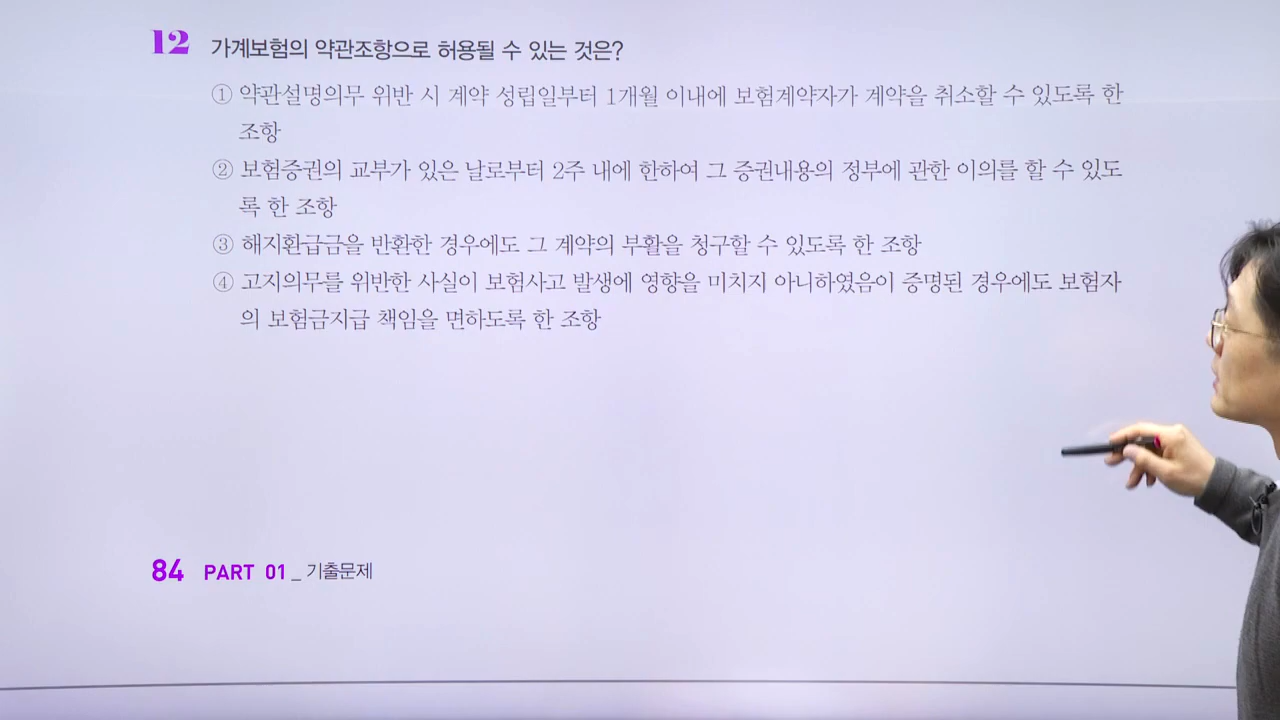 12 가계보험의 약관조항으로 허용될 수 있는 것은?
① 약관설명의무 위반 시 계약 성립일부터 1개월 이내에 보험계약자가 계약을 취소할 수 있도록 한
조항
② 보험증권의 교부가 있은 날로부터 2주 내에 한하여 그 증권내용의 정부에 관한 이의를 할 수 있도
록 한 조항
③ 해지환급금을 반환한 경우에도 그 계약의 부활을 청구할 수 있도록 한 조항
④ 고지의무를 위반한 사실이 보험사고 발생에 영향을 미치지 아니하였음이 증명된 경우에도 보험자
의 보험금지급 책임을 면하도록 한 조항
84 PART 01 _ 기출문제